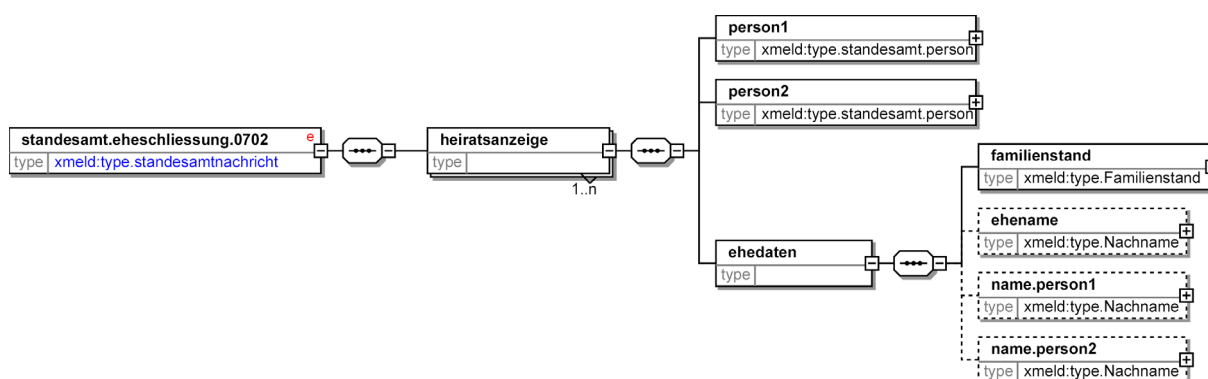 person1
type xmeld:type.standesamt.person
person2
type xmeld:type.standesamt.person
standesamt.eheschliessung.0702 e
type xmeld:type.standesamtnachricht
heiratsanzeige
type
1..n
ehedaten
type
familienstand
type xmeld:type.Familienstand
ehename
type xmeld:type.Nachname
name.person1
type xmeld:type.Nachname
name.person2
type xmeld:type.Nachname